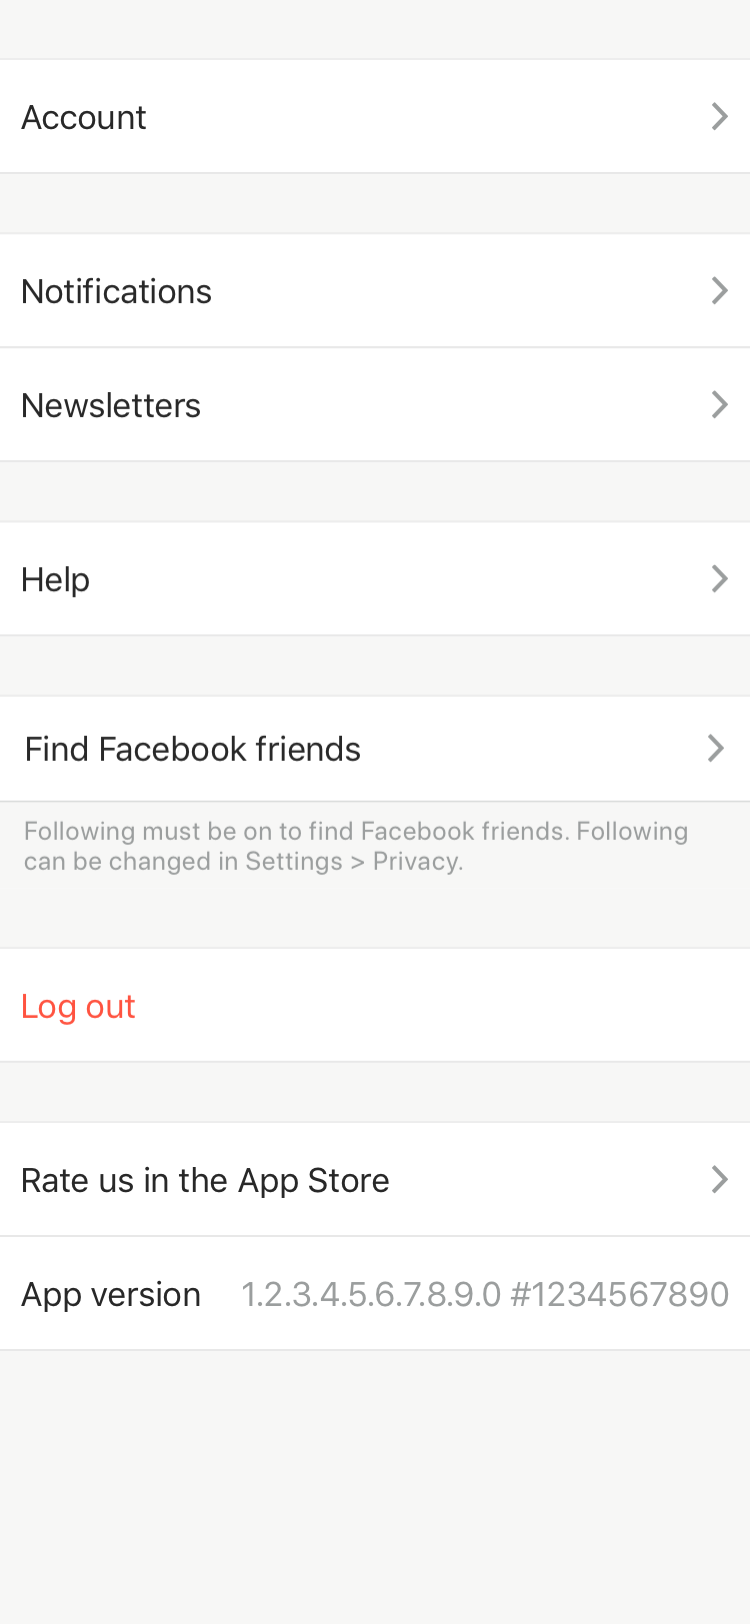 Account
Notifications
Newsletters
Help
Find Facebook friends
Following must be on to find Facebook friends. Following
can be changed in Settings > Privacy.
Log out
Rate us in the App Store
App version 1.2.3.4.5.6.7.8.9.0 #1234567890